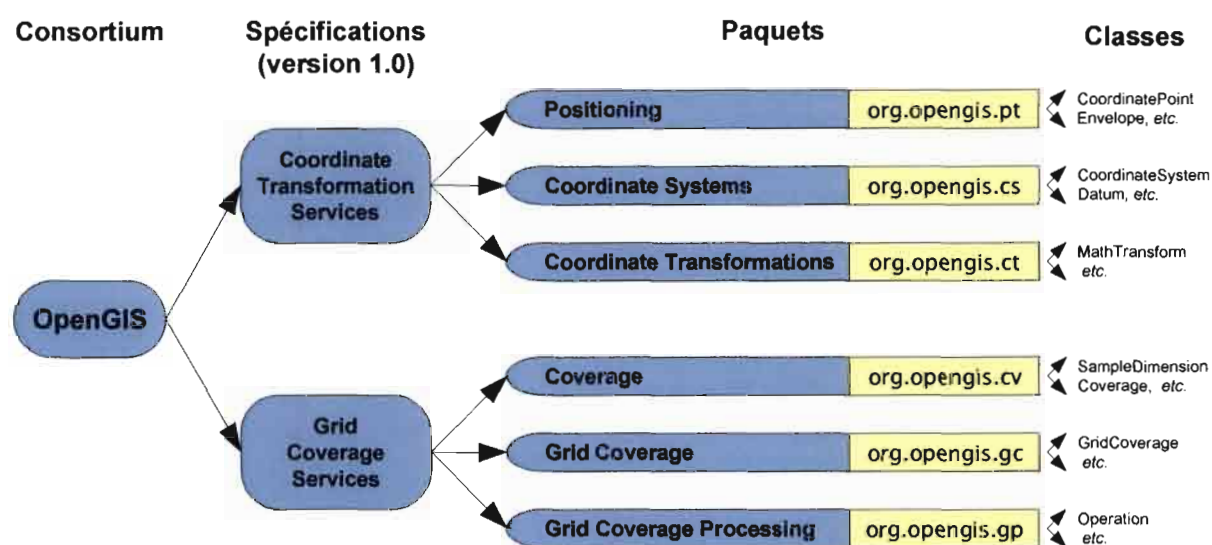 Consortium
Spécifications
(version 1.0)
Paquets
Classes
Positioning
org.opengis.pt
CoordinatePoint
Envelope, etc.
Coordinate
Transformation
Services
Coordinate Systems
org.opengis.cs
CoordinateSystem
Datum, etc.
Coordinate Transformations
org.opengis.ct
MathTransform
etc.
OpenGIS
Coverage
org.opengis.cv
SampleDimension
Coverage, etc.
Grid
Coverage
Services
Grid Coverage
org.opengis.gc
GridCoverage
etc.
Grid Coverage Processing
org.opengis.gp
Operation
etc.